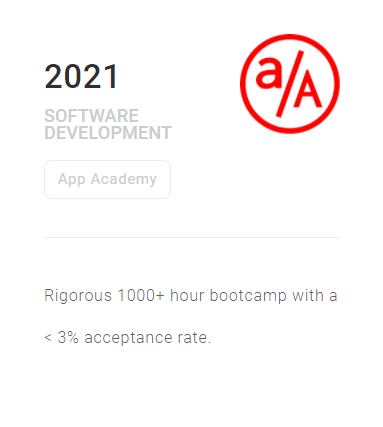 2021
a/A
SOFTWARE
DEVELOPMENT
App Academy
Rigorous 1000+ hour bootcamp with a
< 3% acceptance rate.